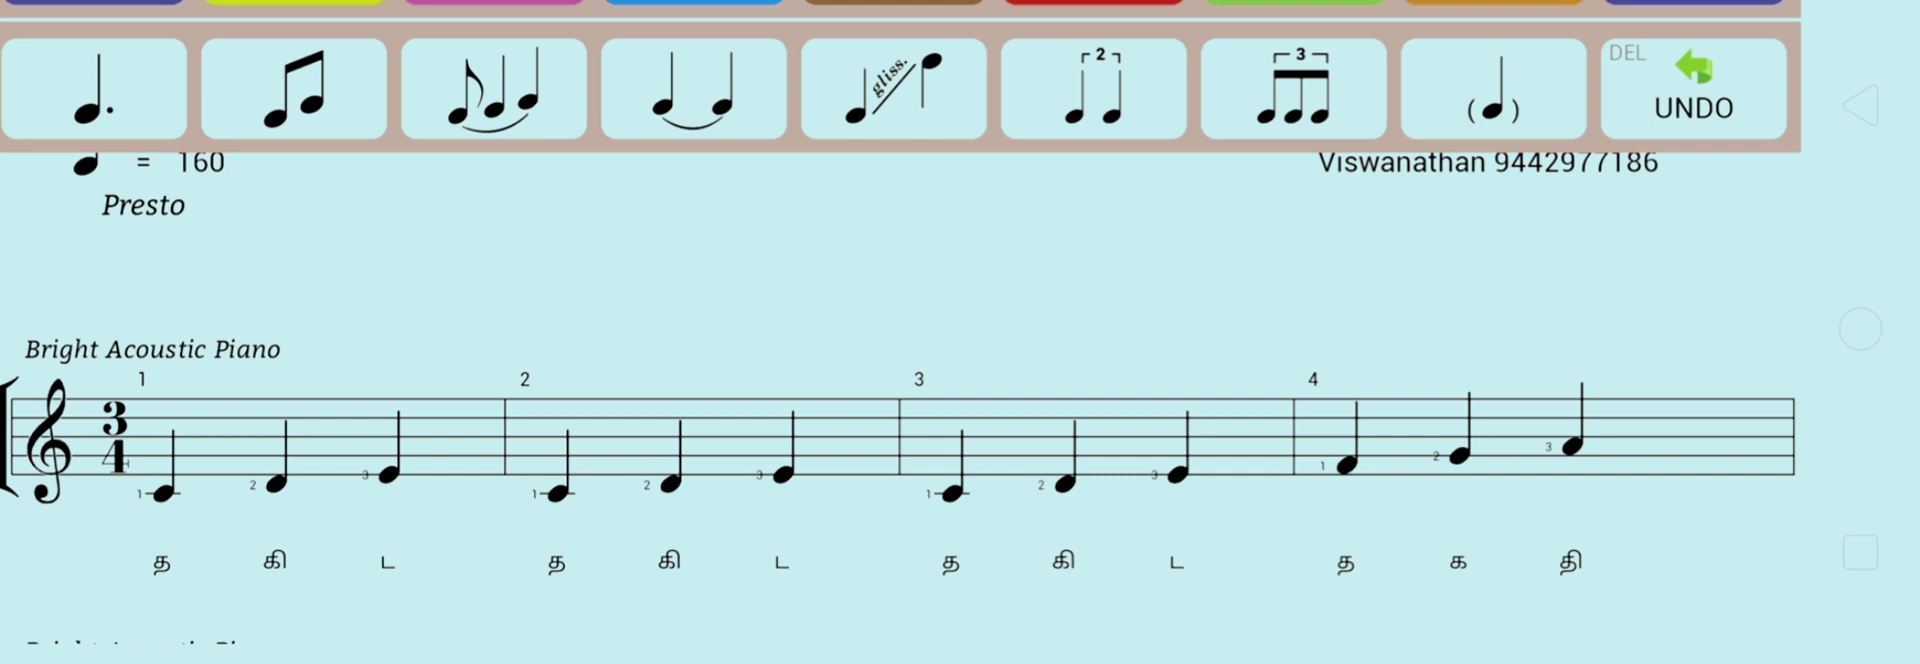 gliss. 2 3 ( ) DEL
UNDO
= 160 Viswanathan 9442977186
Presto
Bright Acoustic Piano
1 2 3 4
3
4
1 2 3 1 2 3 1 2 3 1 2 3
த கி ட த கி ட த கி ட த க தி